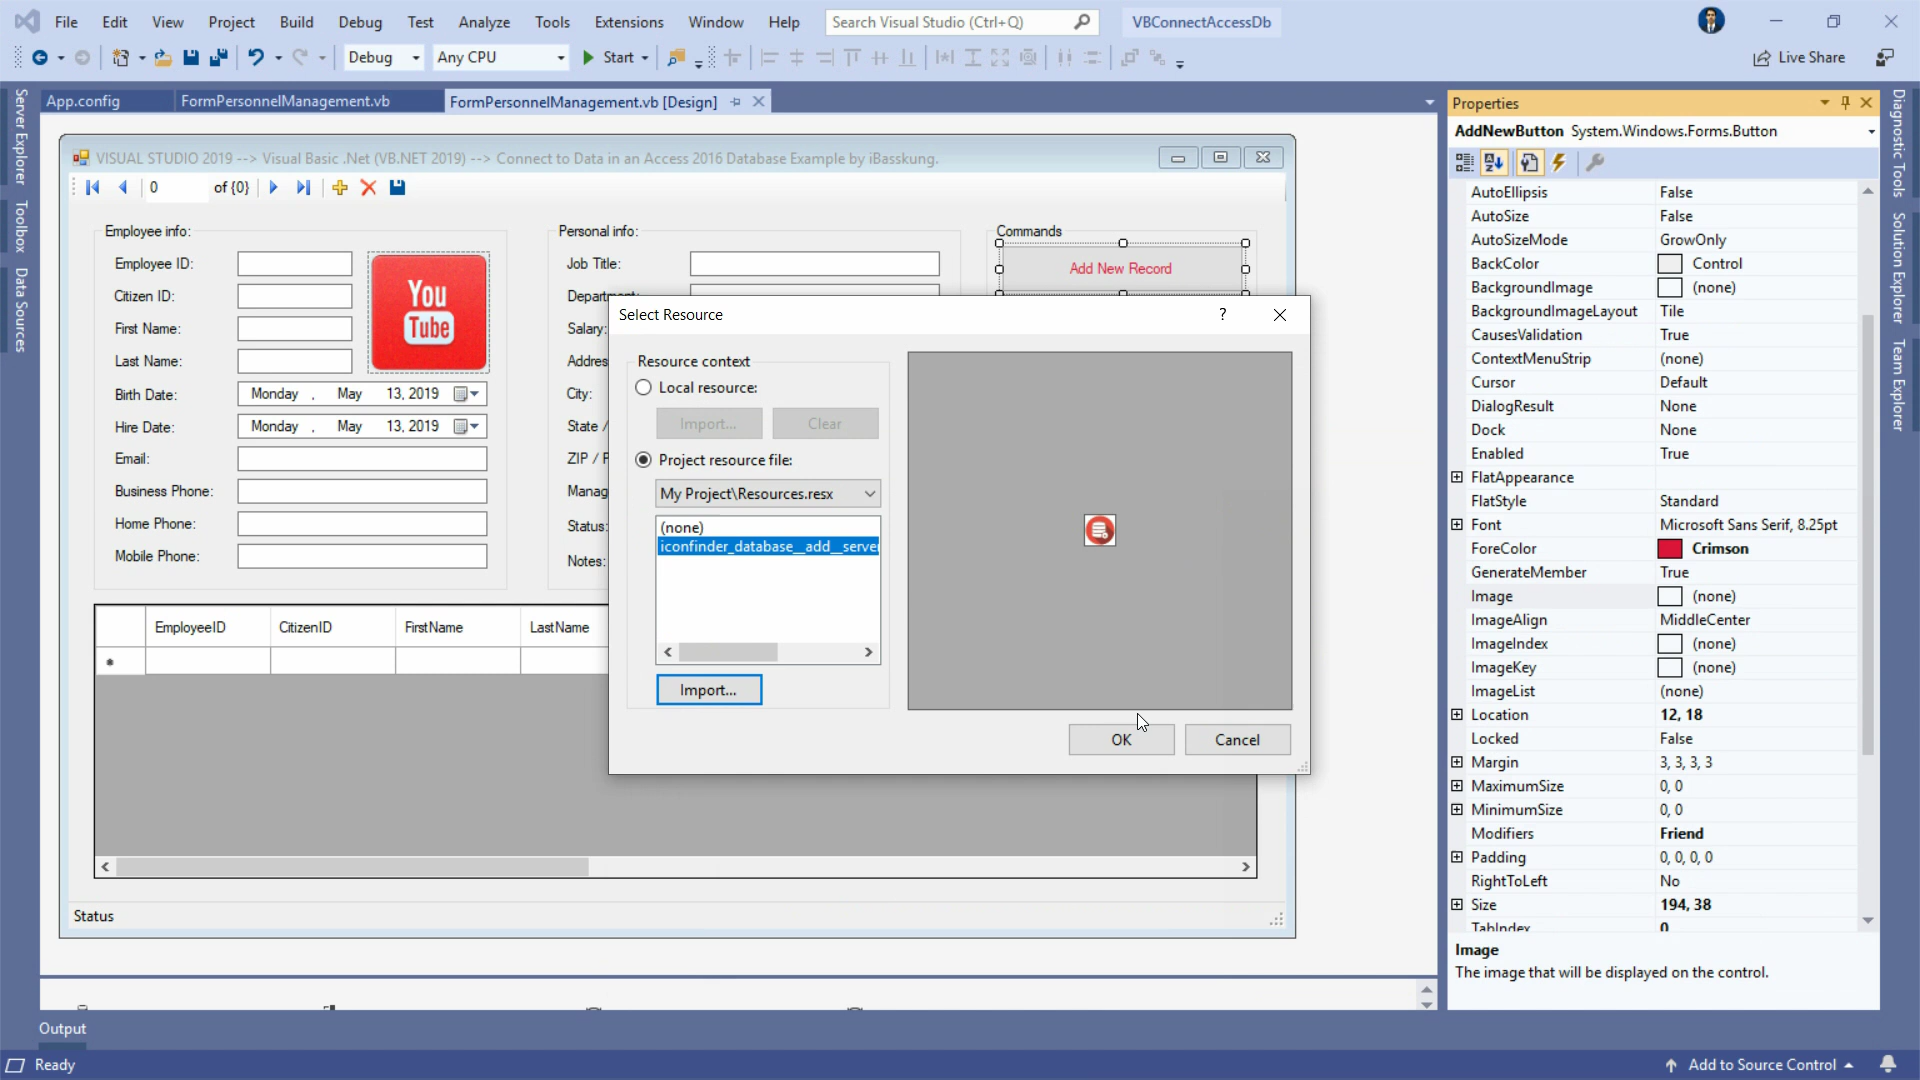 File Edit View Project Build Debug Test Analyze Tools Extensions Window Help Search Visual Studio (Ctrl+Q) VBConnectAccessDb
Debug Any CPU Start Live Share
Server Explorer
Toolbox
Data Sources
App.config FormPersonnelManagement.vb FormPersonnelManagement.vb [Design]
VISUAL STUDIO 2019 --> Visual Basic .Net (VB.NET 2019) --> Connect to Data in an Access 2016 Database Example by iBasskung.
0 of {0}
Employee info:
Employee ID:
Citizen ID:
First Name:
Last Name:
Birth Date: Monday , May 13, 2019
Hire Date: Monday , May 13, 2019
Email:
Business Phone:
Home Phone:
Mobile Phone:
You
Tube
Personal info:
Job Title:
Department:
Salary:
Addres
City:
State /
ZIP / P
Manag
Status:
Notes:
Commands
Add New Record
Select Resource ?
Resource context
Local resource:
Import... Clear
Project resource file:
My Project\Resources.resx
(none)
iconfinder_database__add__server
Import...
OK Cancel
EmployeeID CitizenID FirstName LastName
Status
Output
Ready
Add to Source Control
Properties
AddNewButton System.Windows.Forms.Button
AutoEllipsis False
AutoSize False
AutoSizeMode GrowOnly
BackColor Control
BackgroundImage (none)
BackgroundImageLayout Tile
CausesValidation True
ContextMenuStrip (none)
Cursor Default
DialogResult None
Dock None
Enabled True
FlatAppearance
FlatStyle Standard
Font Microsoft Sans Serif, 8.25pt
ForeColor Crimson
GenerateMember True
Image (none)
ImageAlign MiddleCenter
ImageIndex (none)
ImageKey (none)
ImageList (none)
Location 12, 18
Locked False
Margin 3, 3, 3, 3
MaximumSize 0, 0
MinimumSize 0, 0
Modifiers Friend
Padding 0, 0, 0, 0
RightToLeft No
Size 194, 38
TabIndex 0
Image
The image that will be displayed on the control.
Diagnostic Tools
Solution Explorer
Team Explorer